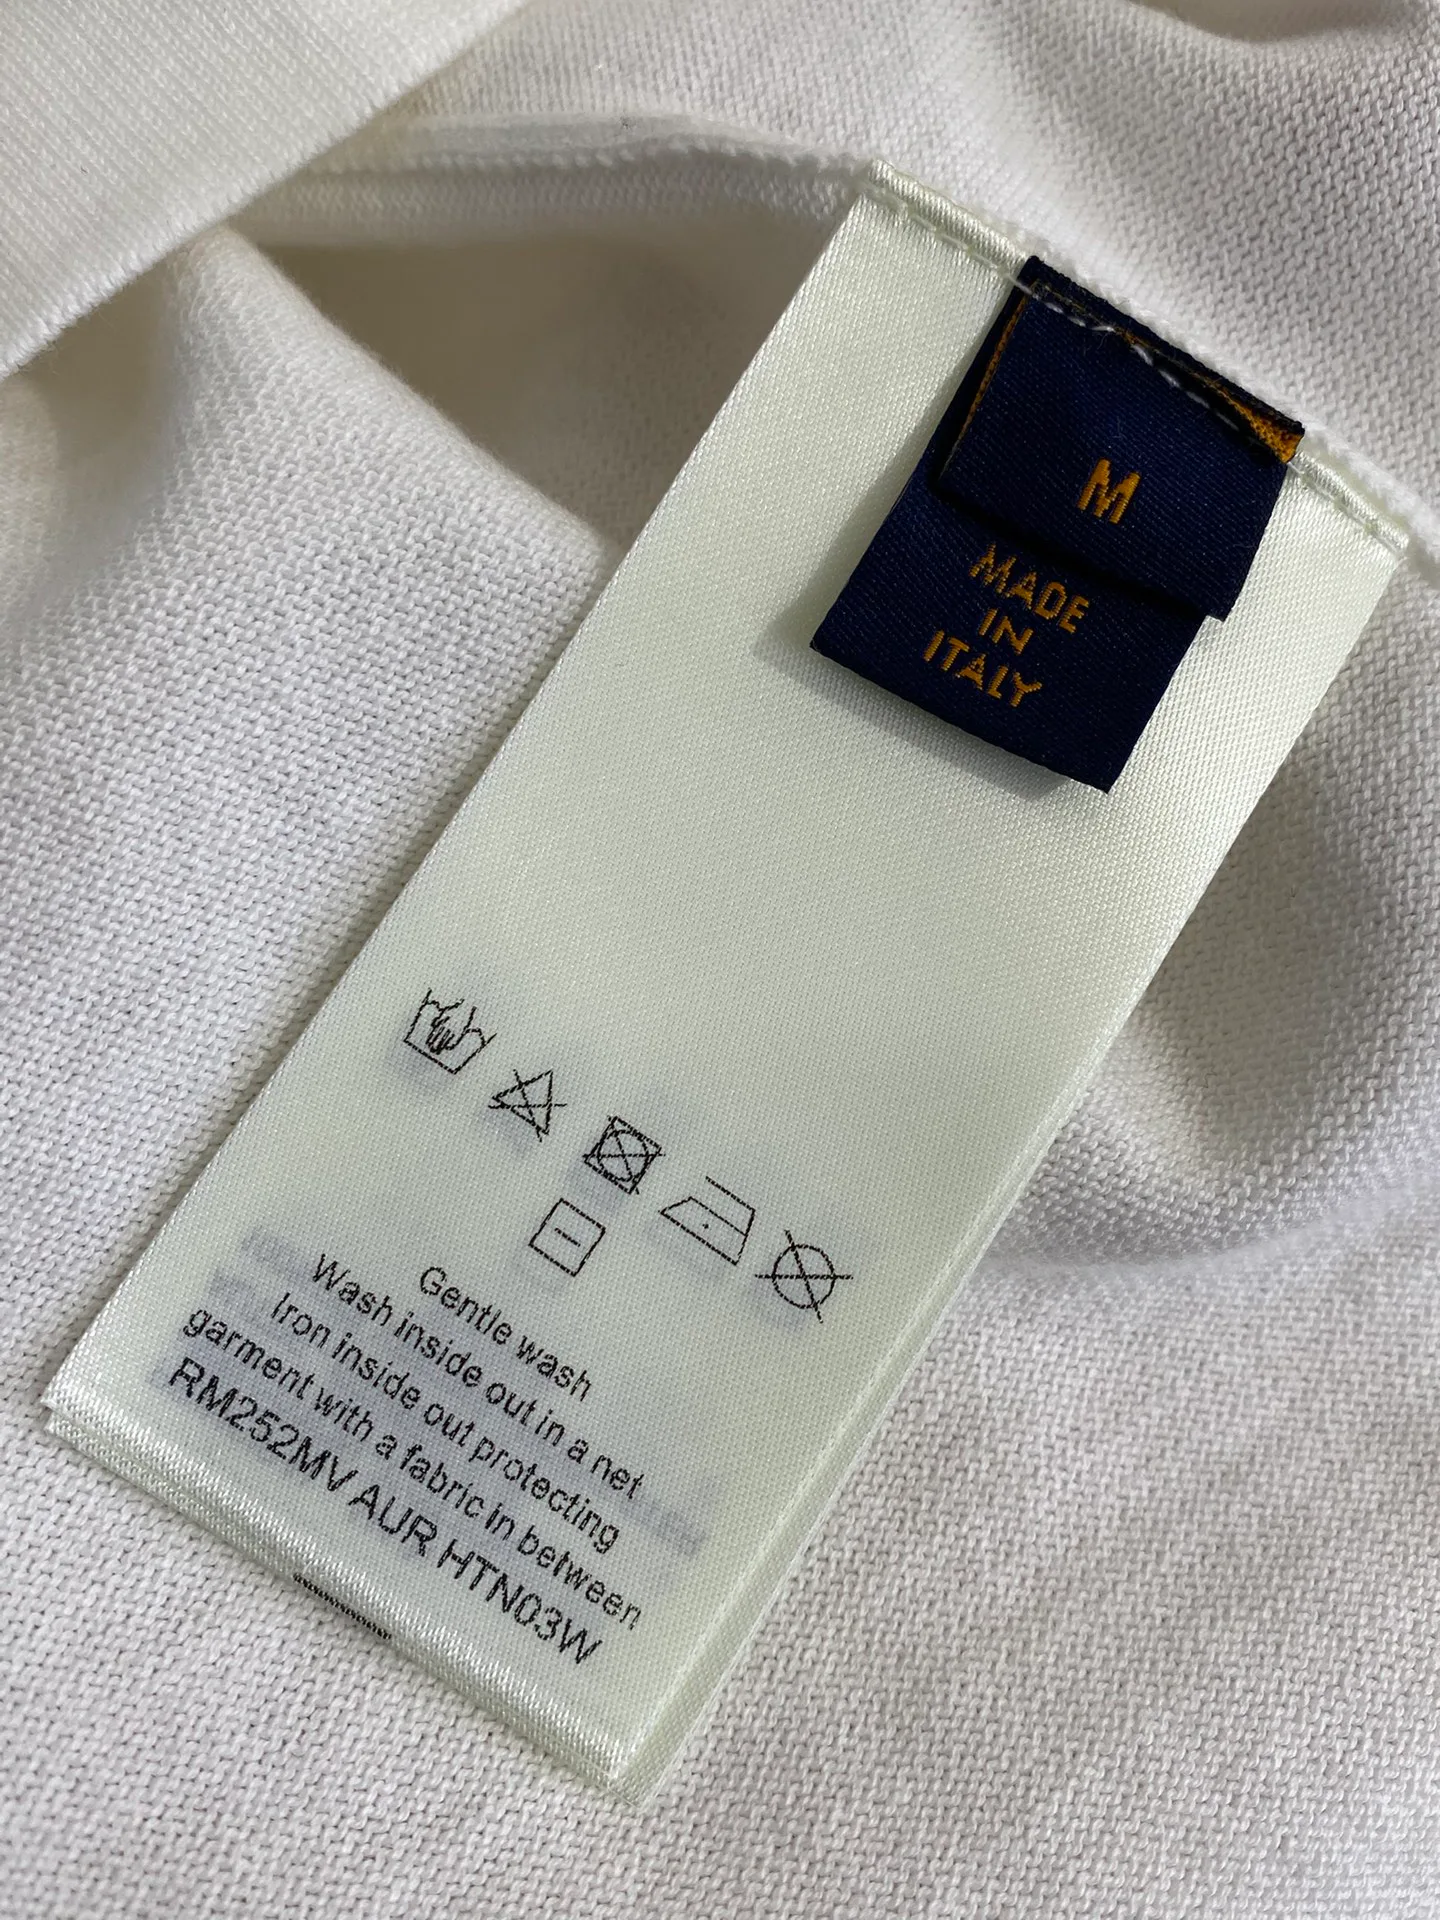 M
MADE
IN
ITALY
Gentle wash
Wash inside out in a net
Iron inside out protecting
garment with a fabric in between
RM252MV AUR HTN03W